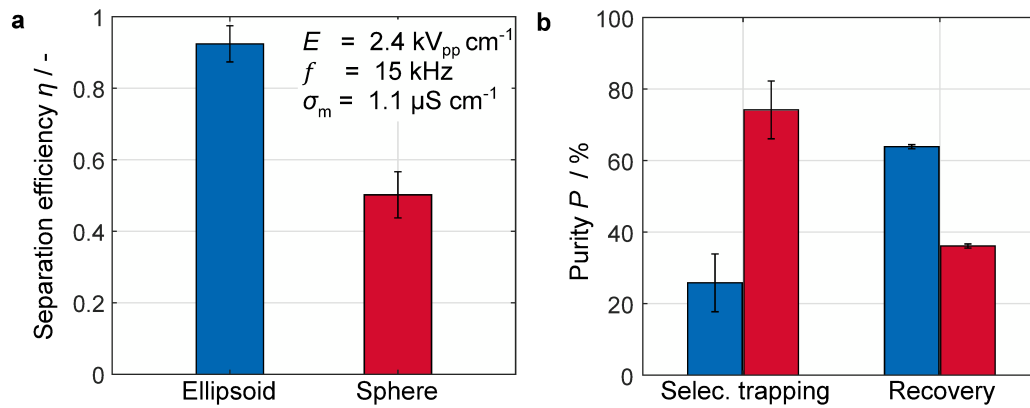 a
Separation efficiency η / -
1
0.8
0.6
0.4
0.2
0
E = 2.4 kVpp cm-1
f = 15 kHz
σm = 1.1 µS cm-1
Ellipsoid Sphere
b
Purity P / %
100
80
60
40
20
0
Selec. trapping Recovery